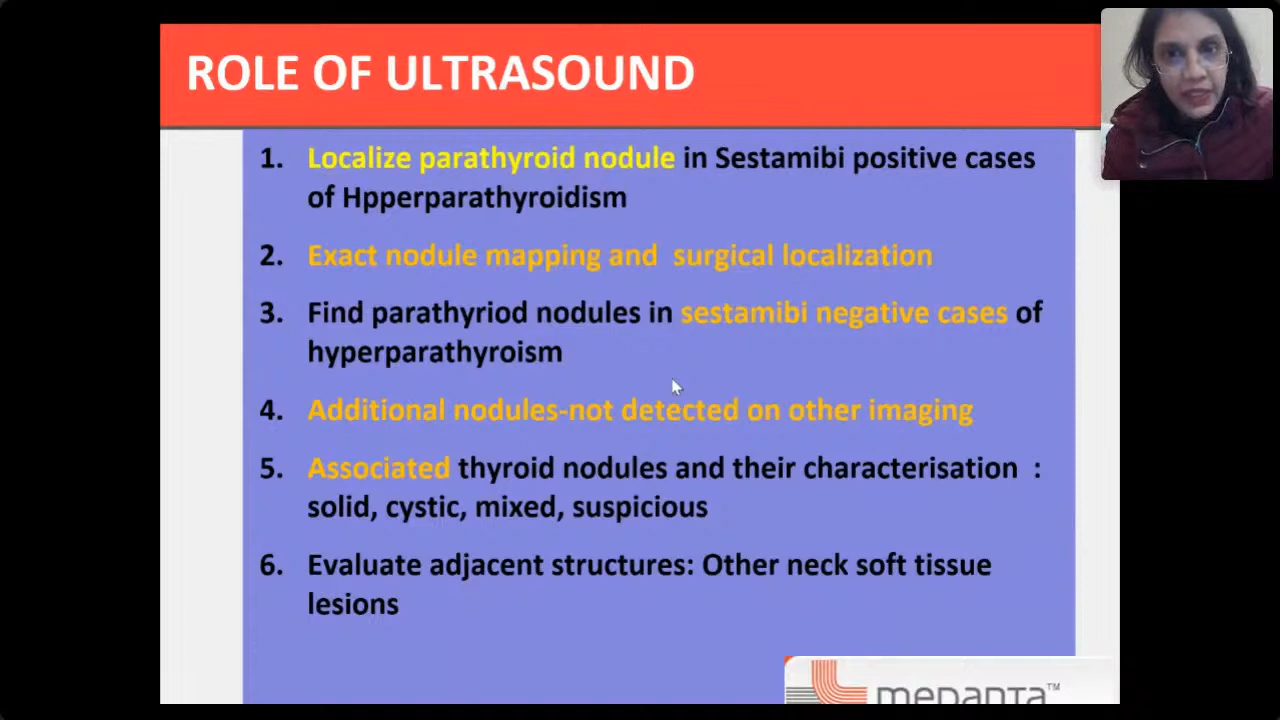 ROLE OF ULTRASOUND
1. Localize parathyroid nodule in Sestamibi positive cases
of Hpperparathyroidism
2. Exact nodule mapping and surgical localization
3. Find parathyriod nodules in sestamibi negative cases of
hyperparathyroism
4. Additional nodules-not detected on other imaging
5. Associated thyroid nodules and their characterisation :
solid, cystic, mixed, suspicious
6. Evaluate adjacent structures: Other neck soft tissue
lesions
medanta™